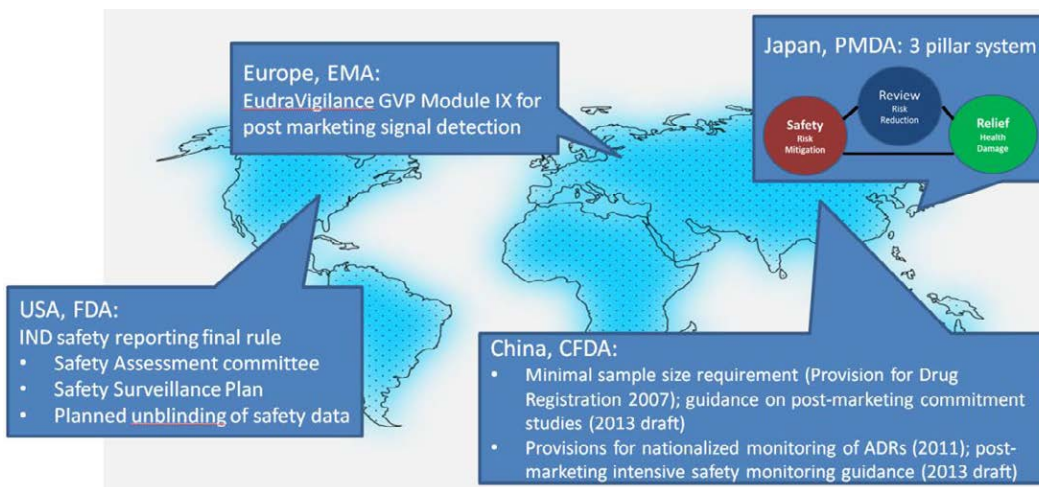 Europe, EMA:
EudraVigilance GVP Module IX for
post marketing signal detection
Japan, PMDA: 3 pillar system
Review
Risk
Reduction
Safety
Risk
Mitigation
Relief
Health
Damage
USA, FDA:
IND safety reporting final rule
• Safety Assessment committee
• Safety Surveillance Plan
• Planned unblinding of safety data
China, CFDA:
• Minimal sample size requirement (Provision for Drug
Registration 2007); guidance on post-marketing commitment
studies (2013 draft)
• Provisions for nationalized monitoring of ADRs (2011); post-
marketing intensive safety monitoring guidance (2013 draft)